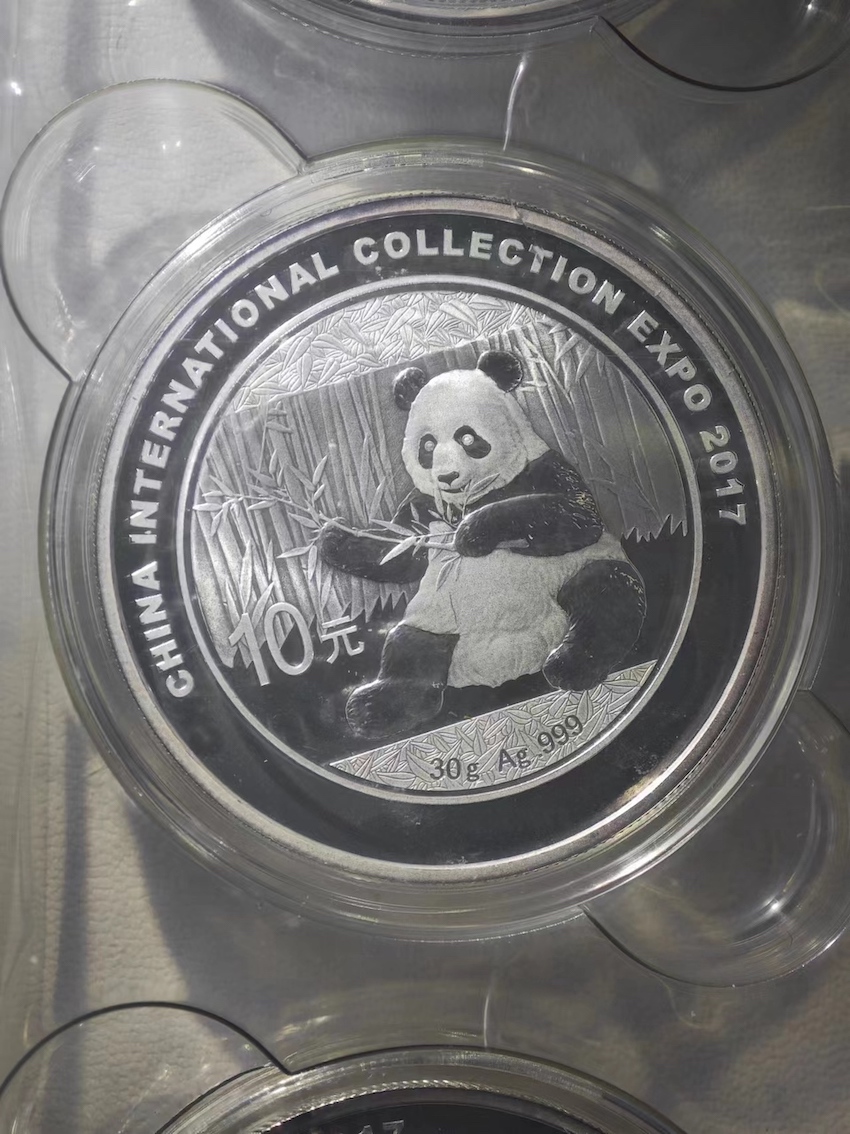 CHINA INTERNATIONAL COLLECTION EXPO 2017
10元
30g Ag 999